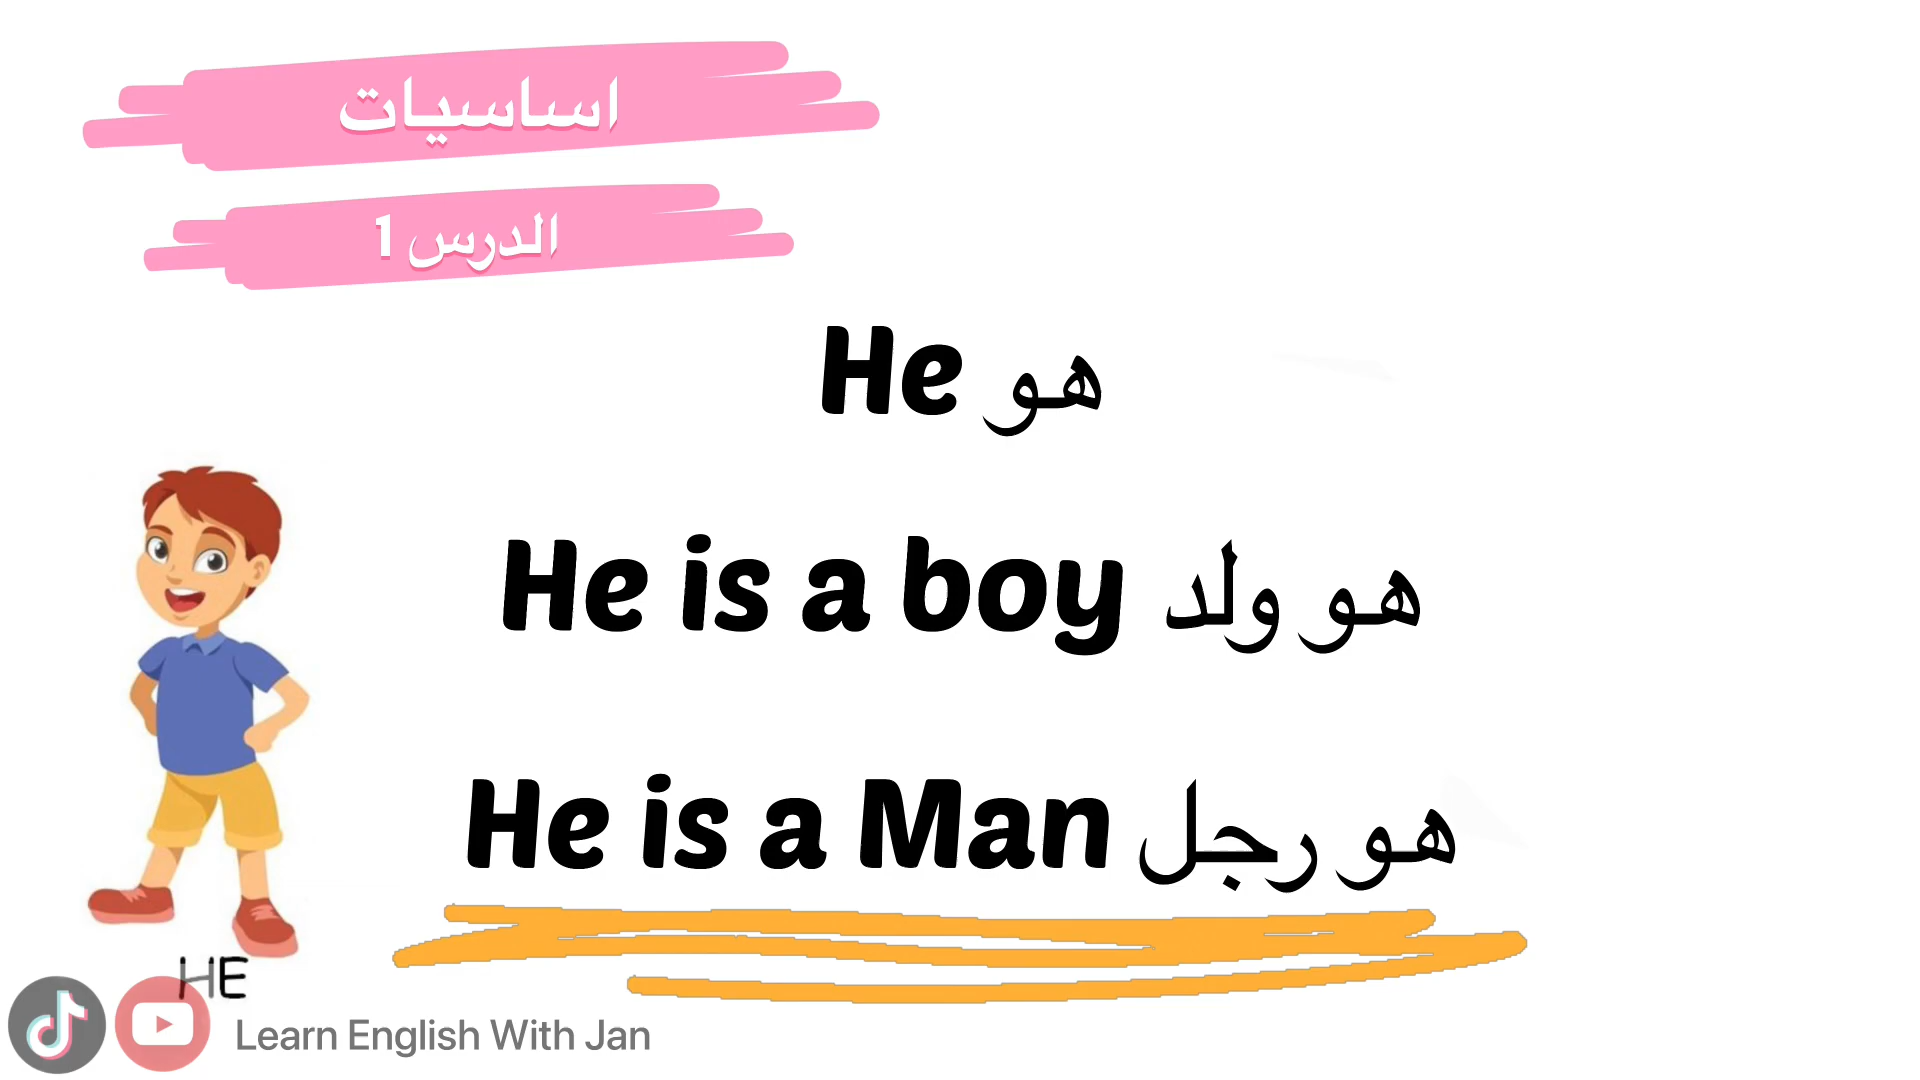 اساسيات
الدرس 1
He هو
He is a boy هو ولد
He is a Man هو رجل
HE
Learn English With Jan